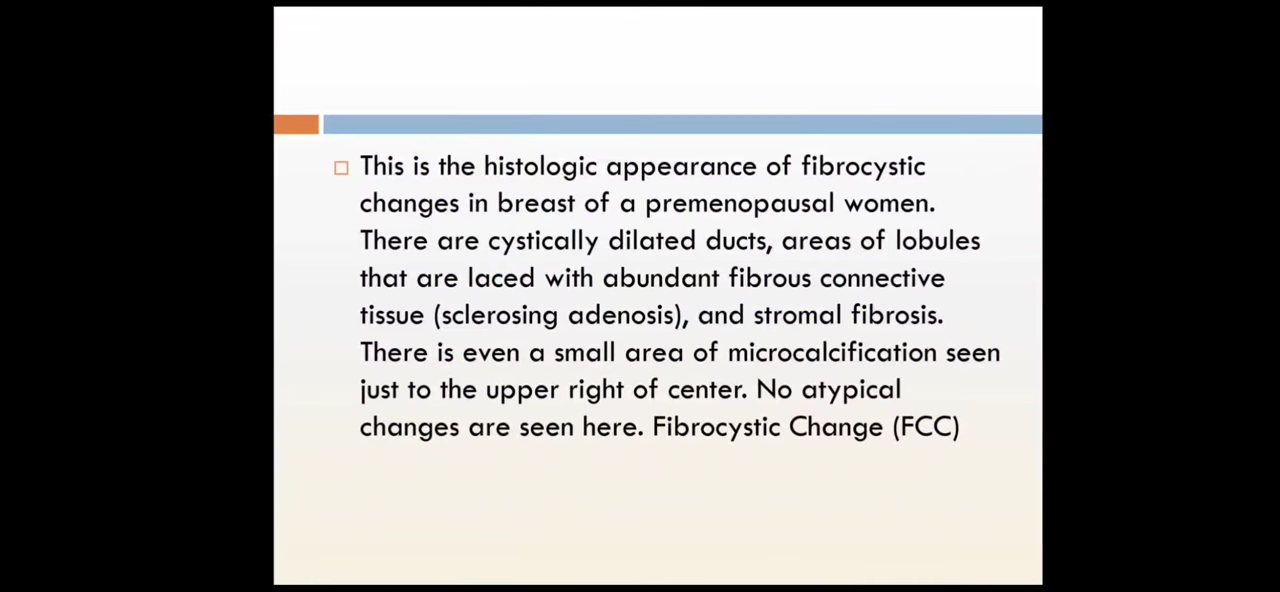 This is the histologic appearance of fibrocystic
changes in breast of a premenopausal women.
There are cystically dilated ducts, areas of lobules
that are laced with abundant fibrous connective
tissue (sclerosing adenosis), and stromal fibrosis.
There is even a small area of microcalcification seen
just to the upper right of center. No atypical
changes are seen here. Fibrocystic Change (FCC)